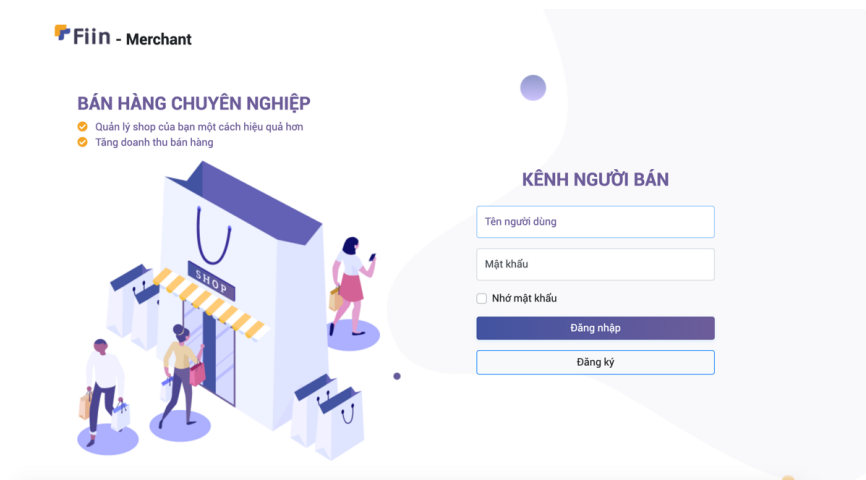 Fiin - Merchant
BÁN HÀNG CHUYÊN NGHIỆP
Quản lý shop của bạn một cách hiệu quả hơn
Tăng doanh thu bán hàng
SHOP
KÊNH NGƯỜI BÁN
Tên người dùng
Mật khẩu
Nhớ mật khẩu
Đăng nhập
Đăng ký